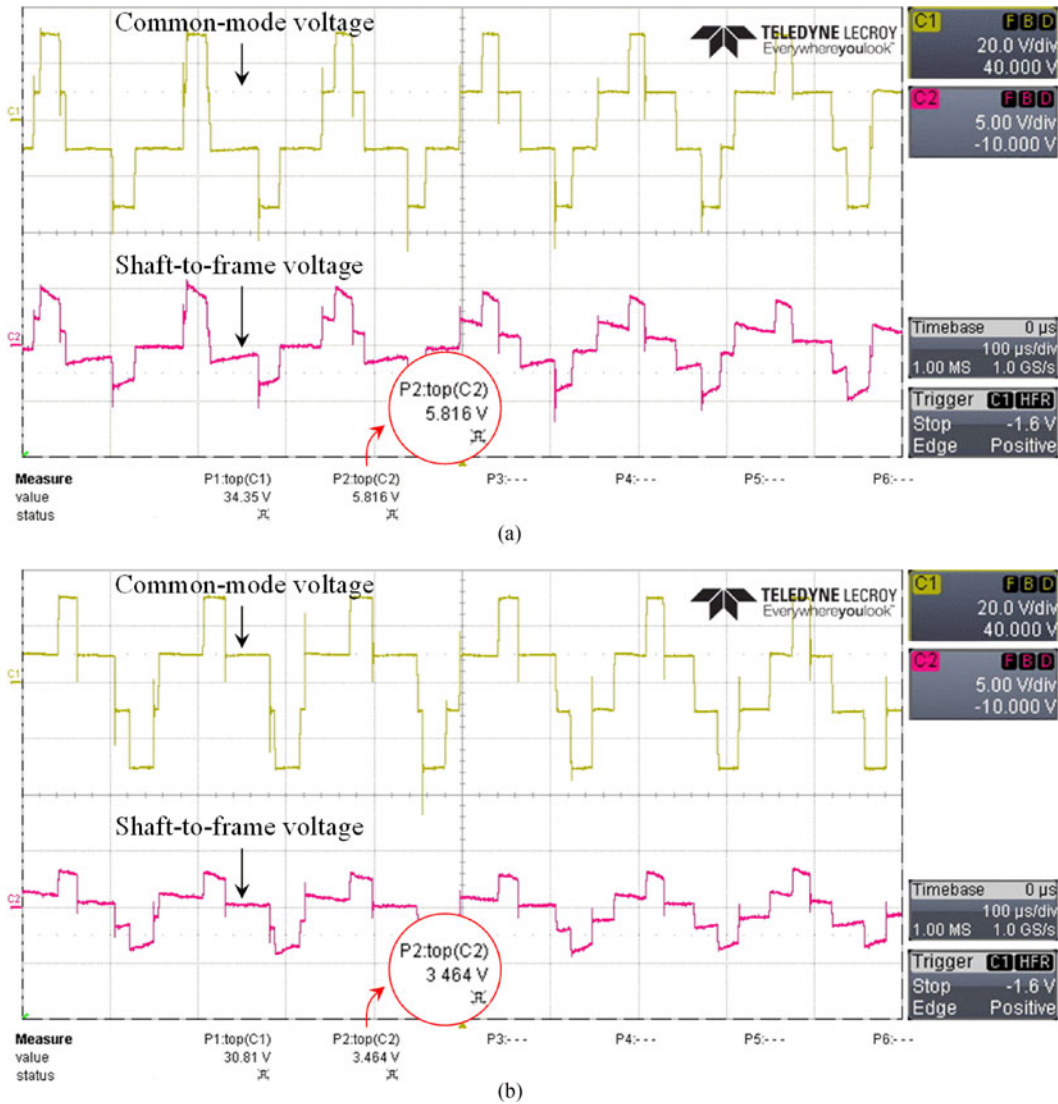 Common-mode voltage
TELEDYNE LECROY
Everywhereyoulook™
C1 F B D
20.0 V/div
40.000 V
C2 F B D
5.00 V/div
-10.000 V
C1
Shaft-to-frame voltage
C2
P2:top(C2)
5.816 V
Timebase 0 µs
100 µs/div
1.00 MS 1.0 GS/s
Trigger C1 HFR
Stop -1.6 V
Edge Positive
Measure P1:top(C1) P2:top(C2) P3:--- P4:--- P5:--- P6:---
value 34.35 V 5.816 V
status
(a)
Common-mode voltage
TELEDYNE LECROY
Everywhereyoulook™
C1 F B D
20.0 V/div
40.000 V
C2 F B D
5.00 V/div
-10.000 V
C1
Shaft-to-frame voltage
C2
P2:top(C2)
3 464 V
Timebase 0 µs
100 µs/div
1.00 MS 1.0 GS/s
Trigger C1 HFR
Stop -1.6 V
Edge Positive
Measure P1:top(C1) P2:top(C2) P3:--- P4:--- P5:--- P6:---
value 30.81 V 3.464 V
status
(b)